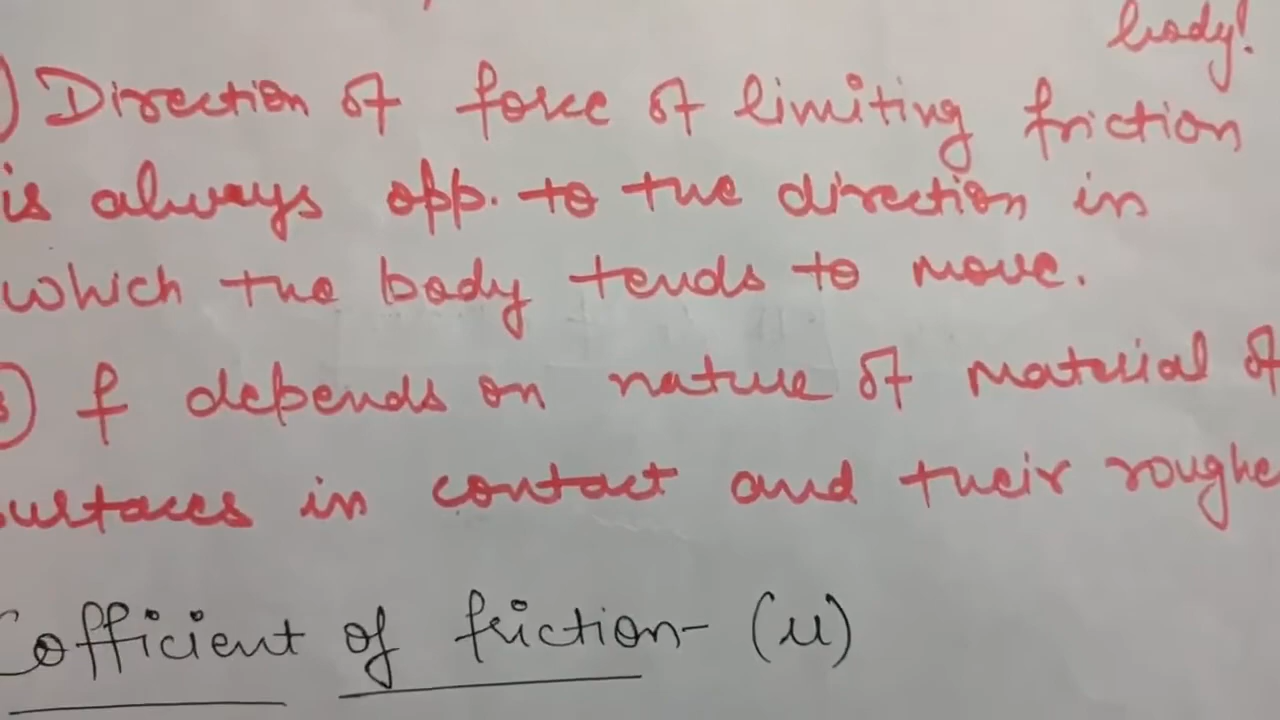 body!
) Direction of force of limiting friction
is always opp. to the direction in
which the body tends to move.
3) f depends on nature of material of
surfaces in contact and their roughe
Cofficient of friction- (u)